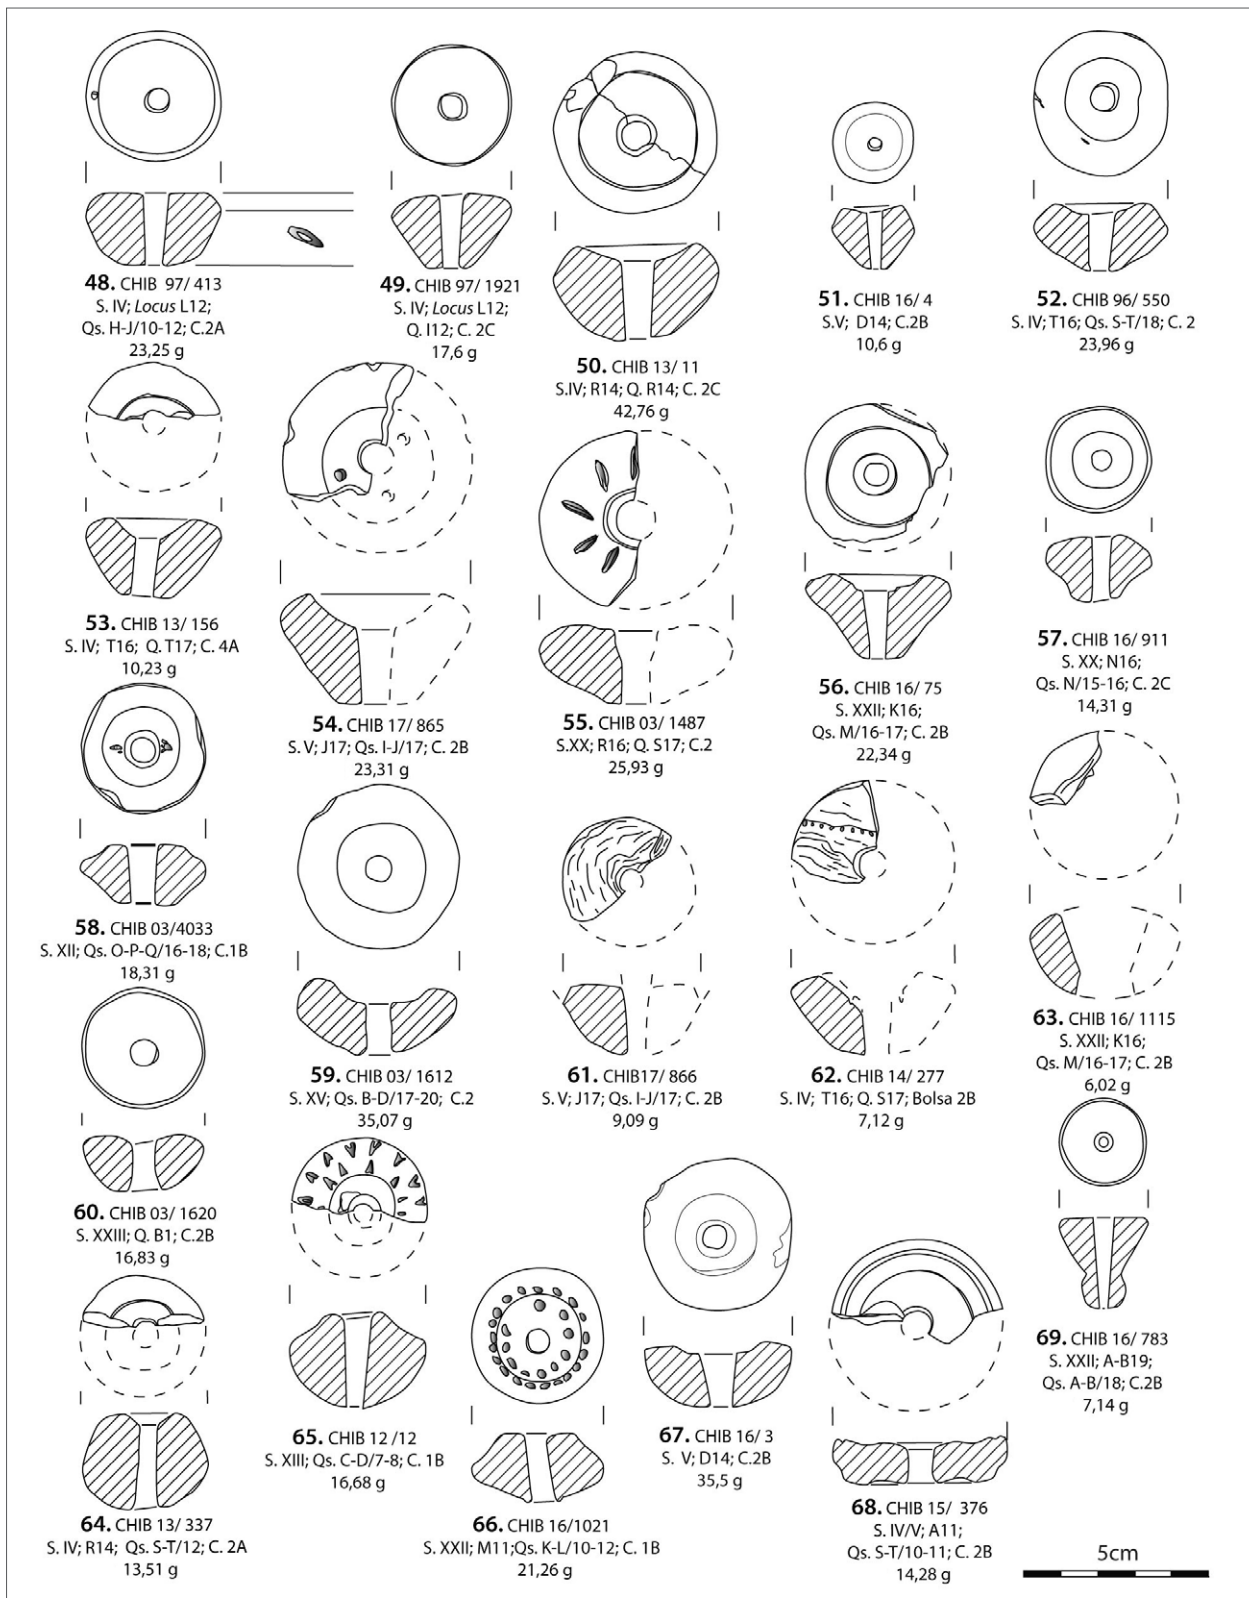 48. CHIB 97/ 413
S. IV; Locus L12;
Qs. H-J/10-12; C.2A
23,25 g
49. CHIB 97/ 1921
S. IV; Locus L12;
Q. I12; C. 2C
17,6 g
50. CHIB 13/ 11
S.IV; R14; Q. R14; C. 2C
42,76 g
51. CHIB 16/ 4
S.V; D14; C.2B
10,6 g
52. CHIB 96/ 550
S. IV; T16; Qs. S-T/18; C. 2
23,96 g
53. CHIB 13/ 156
S. IV; T16; Q. T17; C. 4A
10,23 g
54. CHIB 17/ 865
S. V; J17; Qs. I-J/17; C. 2B
23,31 g
55. CHIB 03/ 1487
S.XX; R16; Q. S17; C.2
25,93 g
56. CHIB 16/ 75
S. XXII; K16;
Qs. M/16-17; C. 2B
22,34 g
57. CHIB 16/ 911
S. XX; N16;
Qs. N/15-16; C. 2C
14,31 g
58. CHIB 03/4033
S. XII; Qs. O-P-Q/16-18; C.1B
18,31 g
59. CHIB 03/ 1612
S. XV; Qs. B-D/17-20; C.2
35,07 g
60. CHIB 03/ 1620
S. XXIII; Q. B1; C.2B
16,83 g
61. CHIB17/ 866
S. V; J17; Qs. I-J/17; C. 2B
9,09 g
62. CHIB 14/ 277
S. IV; T16; Q. S17; Bolsa 2B
7,12 g
63. CHIB 16/ 1115
S. XXII; K16;
Qs. M/16-17; C. 2B
6,02 g
64. CHIB 13/ 337
S. IV; R14; Qs. S-T/12; C. 2A
13,51 g
65. CHIB 12 /12
S. XIII; Qs. C-D/7-8; C. 1B
16,68 g
66. CHIB 16/1021
S. XXII; M11;Qs. K-L/10-12; C. 1B
21,26 g
67. CHIB 16/ 3
S. V; D14; C.2B
35,5 g
68. CHIB 15/ 376
S. IV/V; A11;
Qs. S-T/10-11; C. 2B
14,28 g
69. CHIB 16/ 783
S. XXII; A-B19;
Qs. A-B/18; C.2B
7,14 g
5cm